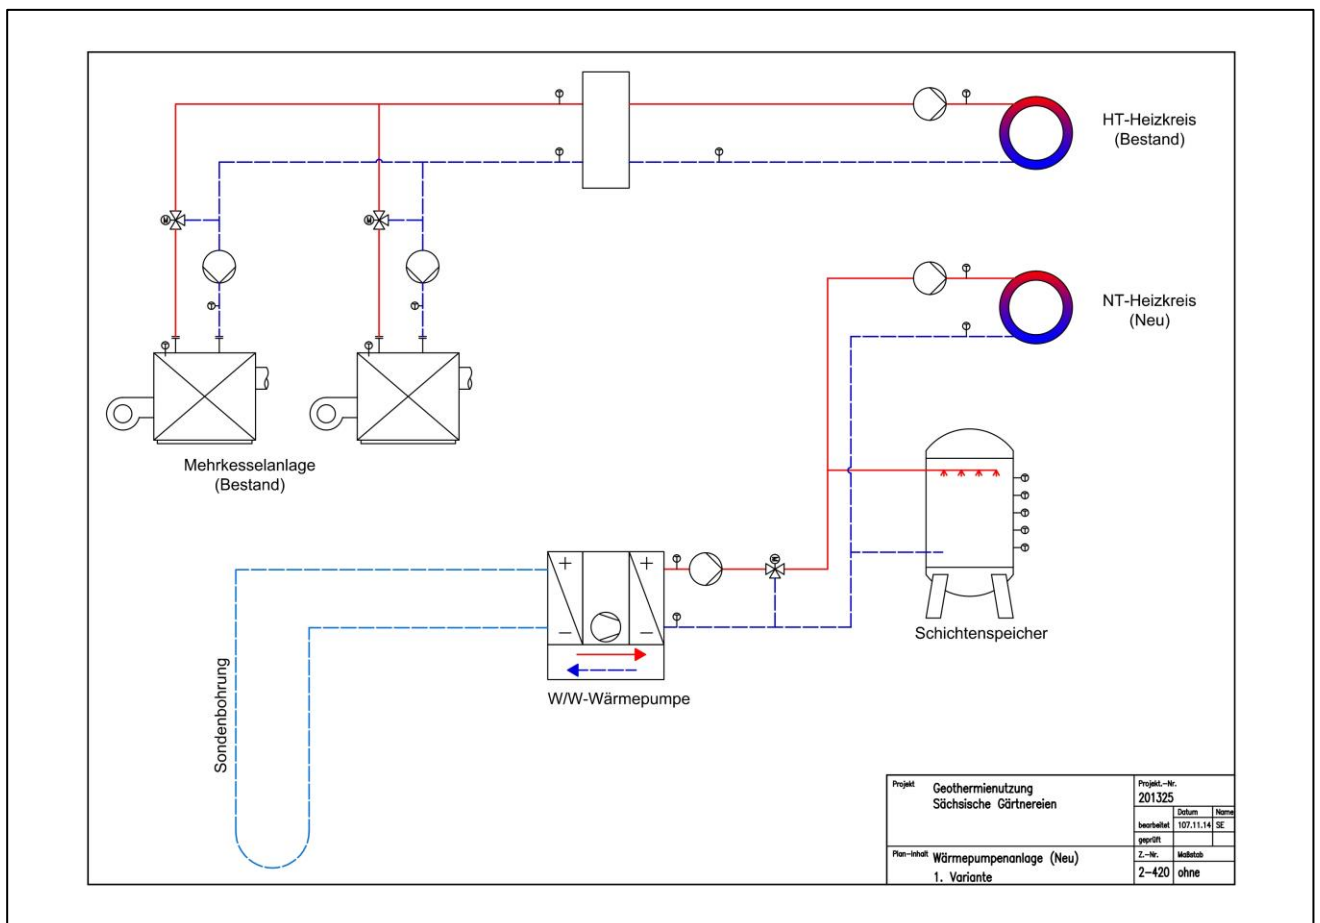 HT-Heizkreis
(Bestand)
NT-Heizkreis
(Neu)
Mehrkesselanlage
(Bestand)
Schichtenspeicher
W/W-Wärmepumpe
Sondenbohrung
Projekt
Geothermienutzung
Sächsische Gärtnereien
Projekt.-Nr.
201325
Datum Name
bearbeitet 107.11.14 SE
geprüft
Plan-Inhalt
Wärmepumpenanlage (Neu)
1. Variante
Z.-Nr. Maßstab
2-420 ohne